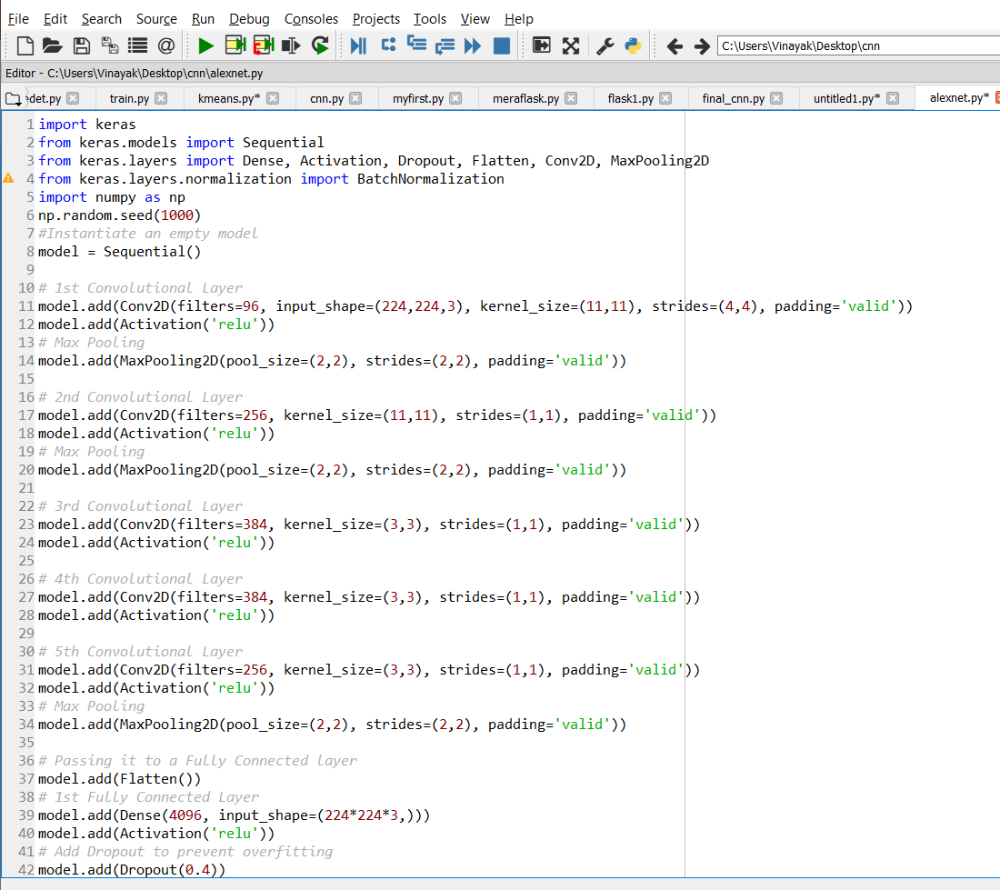 File Edit Search Source Run Debug Consoles Projects Tools View Help
C:\Users\Vinayak\Desktop\cnn
Editor - C:\Users\Vinayak\Desktop\cnn\alexnet.py
det.py train.py kmeans.py* cnn.py myfirst.py meraflask.py flask1.py final_cnn.py untitled1.py* alexnet.py*
1 import keras
2 from keras.models import Sequential
3 from keras.layers import Dense, Activation, Dropout, Flatten, Conv2D, MaxPooling2D
4 from keras.layers.normalization import BatchNormalization
5 import numpy as np
6 np.random.seed(1000)
7 #Instantiate an empty model
8 model = Sequential()
9
10 # 1st Convolutional Layer
11 model.add(Conv2D(filters=96, input_shape=(224,224,3), kernel_size=(11,11), strides=(4,4), padding='valid'))
12 model.add(Activation('relu'))
13 # Max Pooling
14 model.add(MaxPooling2D(pool_size=(2,2), strides=(2,2), padding='valid'))
15
16 # 2nd Convolutional Layer
17 model.add(Conv2D(filters=256, kernel_size=(11,11), strides=(1,1), padding='valid'))
18 model.add(Activation('relu'))
19 # Max Pooling
20 model.add(MaxPooling2D(pool_size=(2,2), strides=(2,2), padding='valid'))
21
22 # 3rd Convolutional Layer
23 model.add(Conv2D(filters=384, kernel_size=(3,3), strides=(1,1), padding='valid'))
24 model.add(Activation('relu'))
25
26 # 4th Convolutional Layer
27 model.add(Conv2D(filters=384, kernel_size=(3,3), strides=(1,1), padding='valid'))
28 model.add(Activation('relu'))
29
30 # 5th Convolutional Layer
31 model.add(Conv2D(filters=256, kernel_size=(3,3), strides=(1,1), padding='valid'))
32 model.add(Activation('relu'))
33 # Max Pooling
34 model.add(MaxPooling2D(pool_size=(2,2), strides=(2,2), padding='valid'))
35
36 # Passing it to a Fully Connected layer
37 model.add(Flatten())
38 # 1st Fully Connected Layer
39 model.add(Dense(4096, input_shape=(224*224*3,)))
40 model.add(Activation('relu'))
41 # Add Dropout to prevent overfitting
42 model.add(Dropout(0.4))